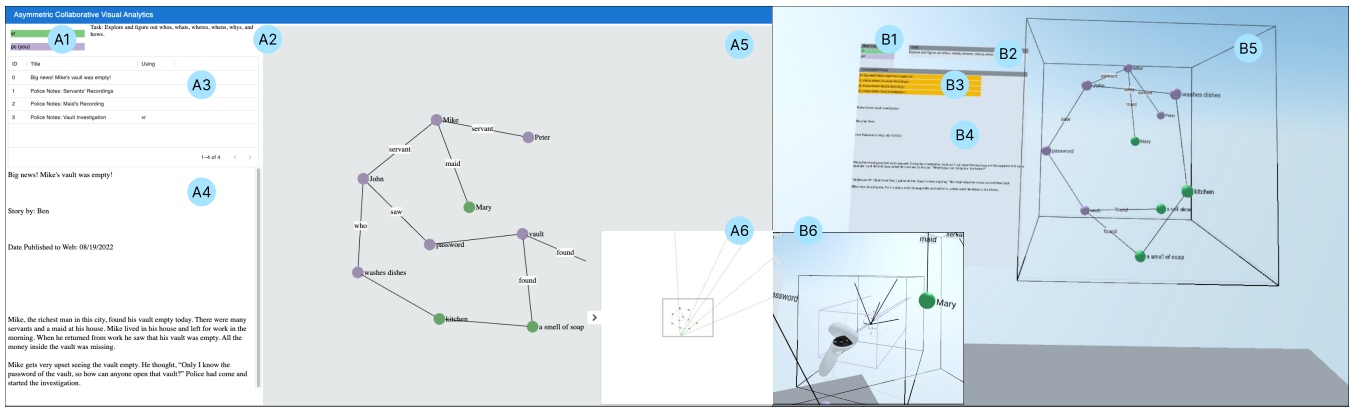 Asymmetric Collaborative Visual Analytics
vr
pc (you)
A1
Task: Explore and figure out whos, whats, wheres, whens, whys, and
hows.
A2
ID Title Using
0 Big news! Mike's vault was empty!
1 Police Notes: Servants' Recordings
2 Police Notes: Maid's Recording
3 Police Notes: Vault Investigation vr
A3
1–4 of 4
Big news! Mike's vault was empty!
A4
Story by: Ben
Date Published to Web: 08/19/2022
Mike, the richest man in this city, found his vault empty today. There were many
servants and a maid at his house. Mike lived in his house and left for work in the
morning. When he returned from work he saw that his vault was empty. All the
money inside the vault was missing.
Mike gets very upset seeing the vault empty. He thought, “Only I know the
password of the vault, so how can anyone open that vault?” Police had come and
started the investigation.
A5
Mike
servant
Peter
servant
maid
John
Mary
who
saw
password
vault
found
washes dishes
found
kitchen
a smell of soap
A6
B1
B2
B3
B4
B5
Mike
servant
John
who
servant
washes dishes
maid
Peter
saw
Mary
password
kitchen
vault
found
found
a smell of soap
B6
maid
Mary